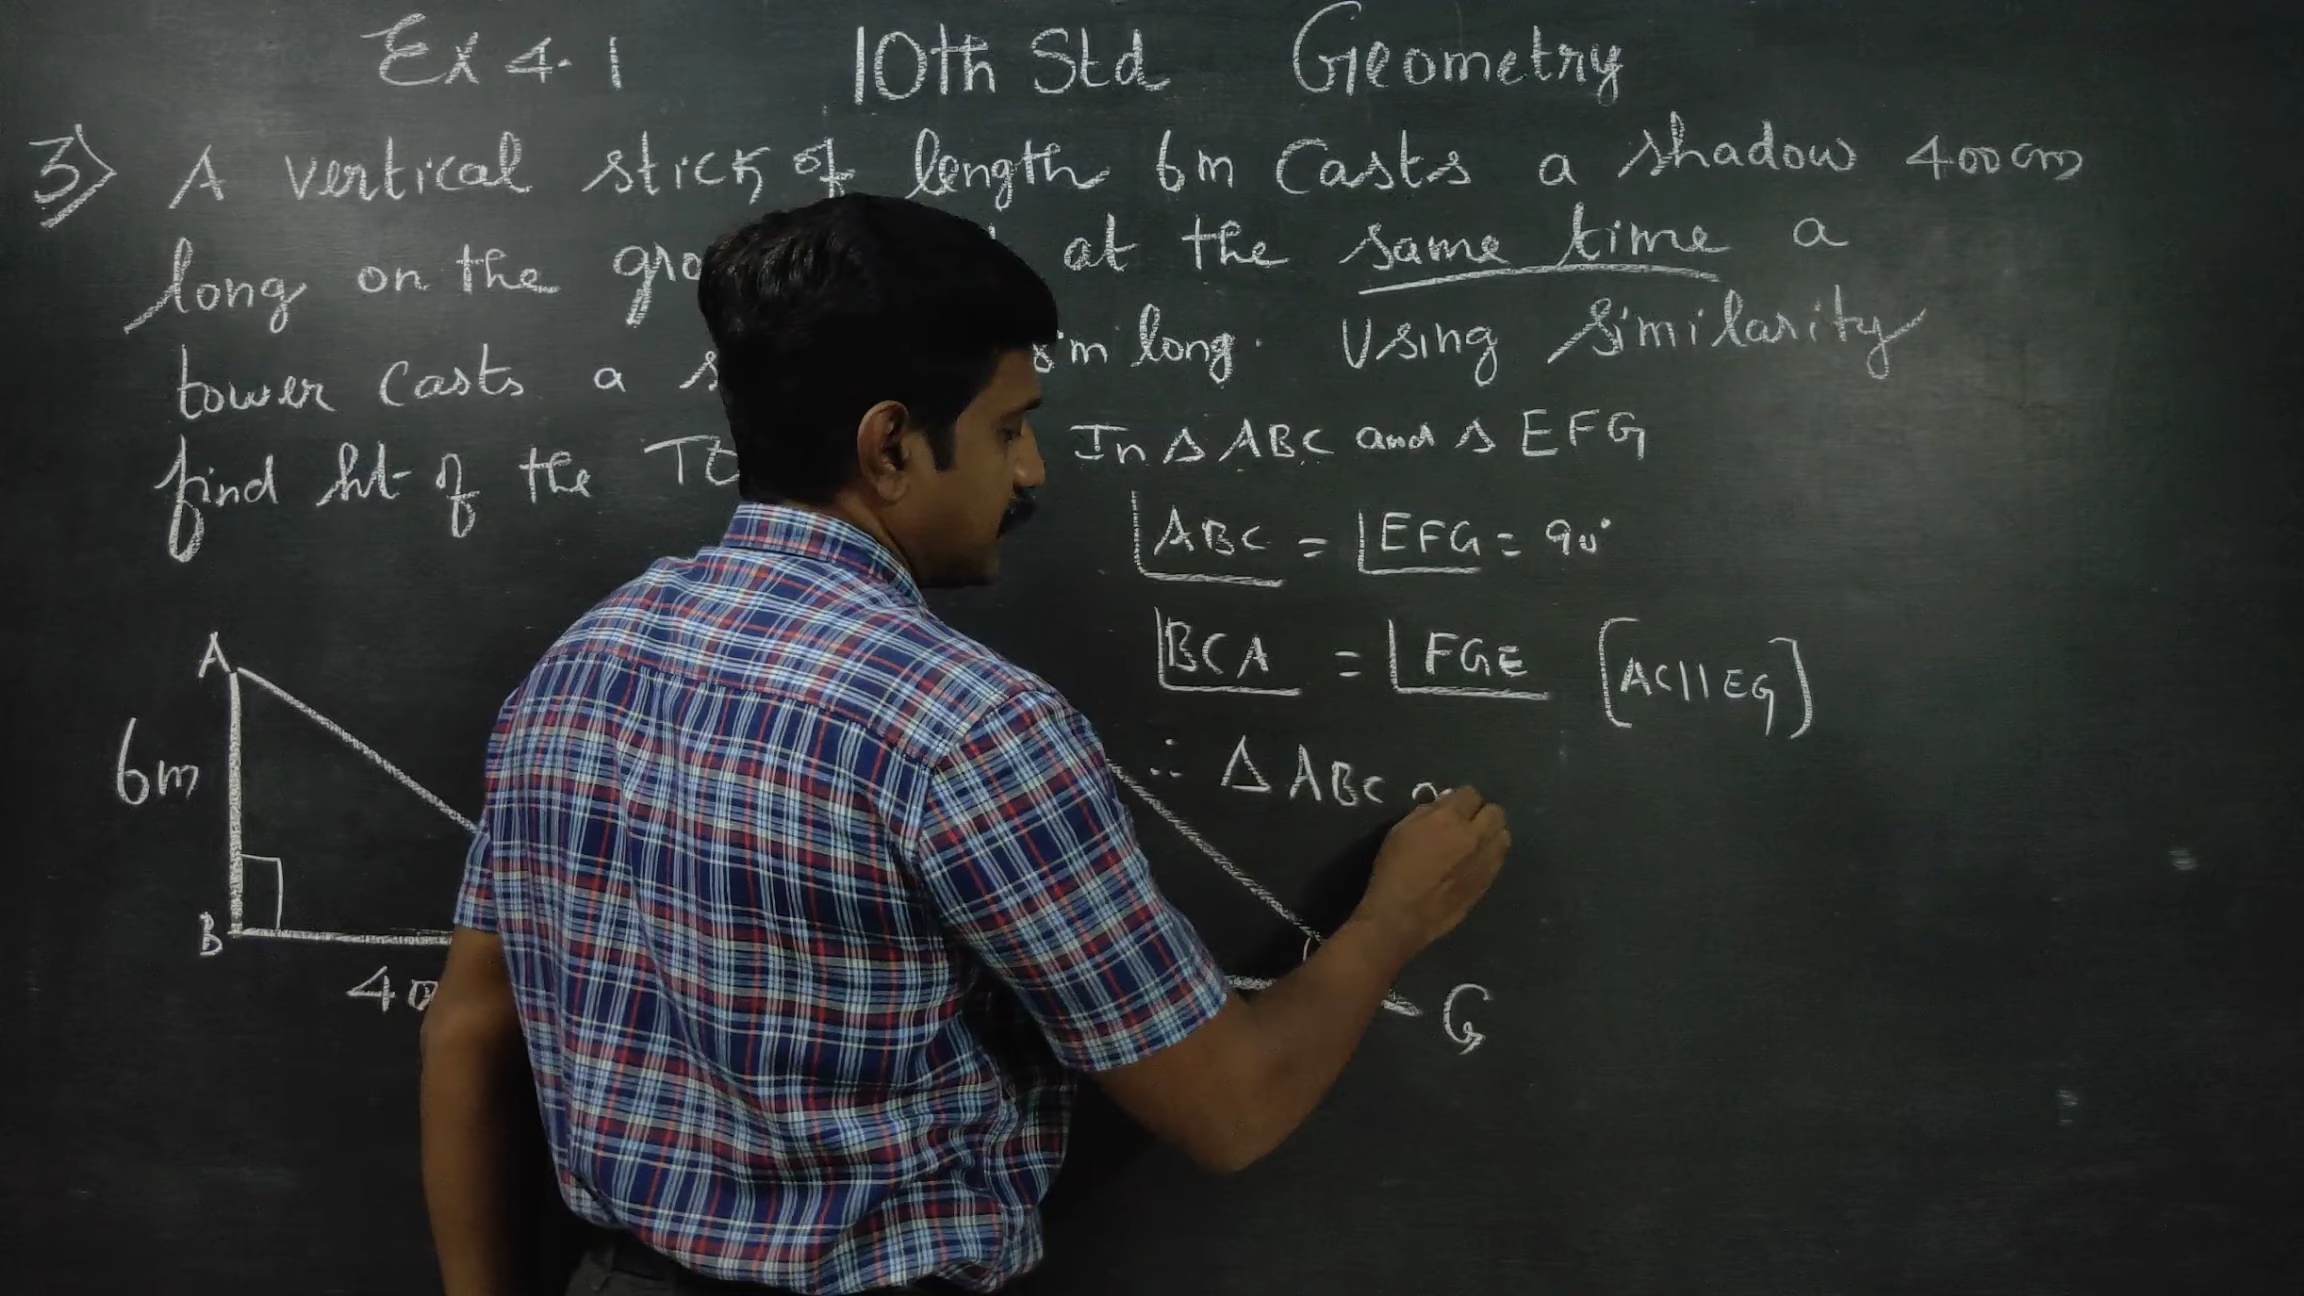 Ex 4.1 10th Std Geometry
3) A vertical stick of length 6m Casts a shadow 400cm
long on the at the same time a
tower casts a m long. Using Similarity
find ht of the
In Δ ABC and Δ EFG
∠ABC = ∠EFG = 90°
∠BCA = ∠FGE [AC || EG]
∴ Δ ABC
A
6m
B
G